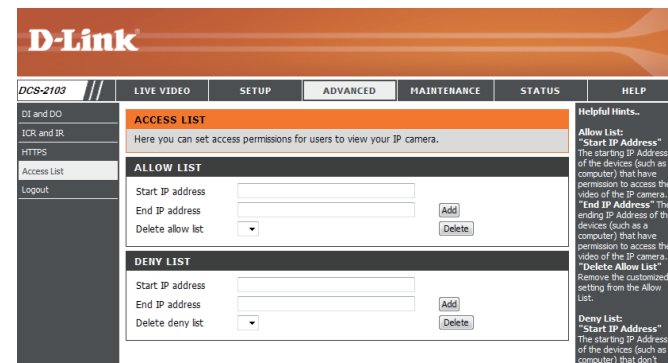 D-Link
DCS-2103
LIVE VIDEO
SETUP
ADVANCED
MAINTENANCE
STATUS
HELP
DI and DO
ICR and IR
HTTPS
Access List
Logout
ACCESS LIST
Here you can set access permissions for users to view your IP camera.
ALLOW LIST
Start IP address
End IP address
Add
Delete allow list
Delete
DENY LIST
Start IP address
End IP address
Add
Delete deny list
Delete
Helpful Hints..
Allow List:
"Start IP Address"
The starting IP Address
of the devices (such as
computer) that have
permission to access the
video of the IP camera.
"End IP Address" The
ending IP Address of the
devices (such as a
computer) that have
permission to access the
video of the IP camera.
"Delete Allow List"
Remove the customized
setting from the Allow
List.
Deny List:
"Start IP Address"
The starting IP Address
of the devices (such as
computer) that don't